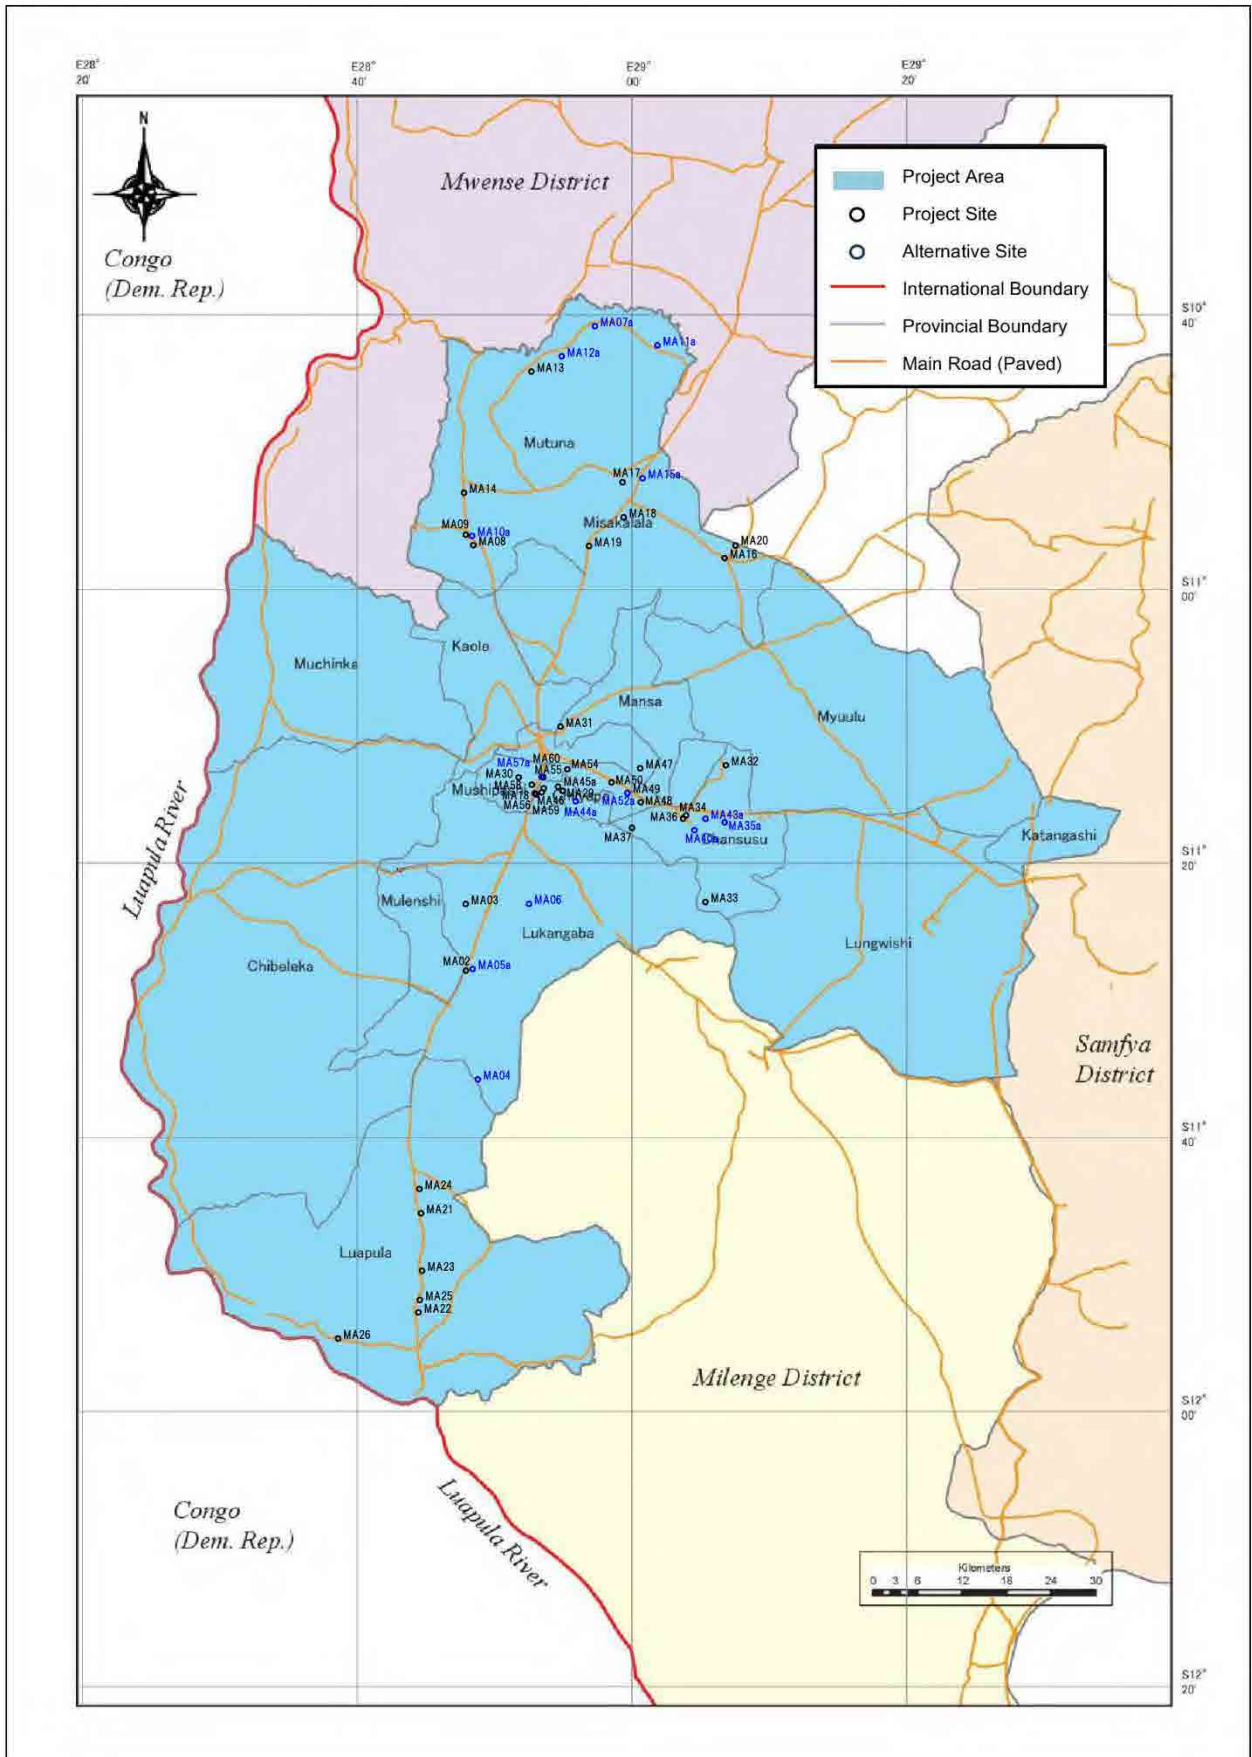 E28°
20'
E28°
40'
E29°
00'
E29°
20'
N
Mwense District
Congo
(Dem. Rep.)
Project Area
Project Site
Alternative Site
International Boundary
Provincial Boundary
Main Road (Paved)
S10°
40'
MA07a
MA11a
MA12a
MA13
Mutuna
MA17
MA15a
MA14
MA18
Misakalala
MA09
MA10a
MA08
MA19
MA20
MA16
S11°
00'
Kaole
Muchinka
Mansa
Myuulu
MA31
MA60
MA57a
MA55
MA54
MA47
MA32
MA30
MA58
MA45a
MA50
MA49
MA29
MA52a
MA48
MA56
MA46
MA59
MA44a
MA34
MA36
MA43a
MA35a
MA37
Chansusu
Katangashi
S11°
20'
Luapula River
Mulenshi
MA03
MA06
MA33
Lukangaba
Lungwishi
Chibeleka
MA02
MA05a
Samfya
District
MA04
S11°
40'
MA24
MA21
Luapula
MA23
MA25
MA22
MA26
Milenge District
S12°
00'
Luapula River
Congo
(Dem. Rep.)
Kilometers
0 3 6 12 18 24 30
S12°
20'